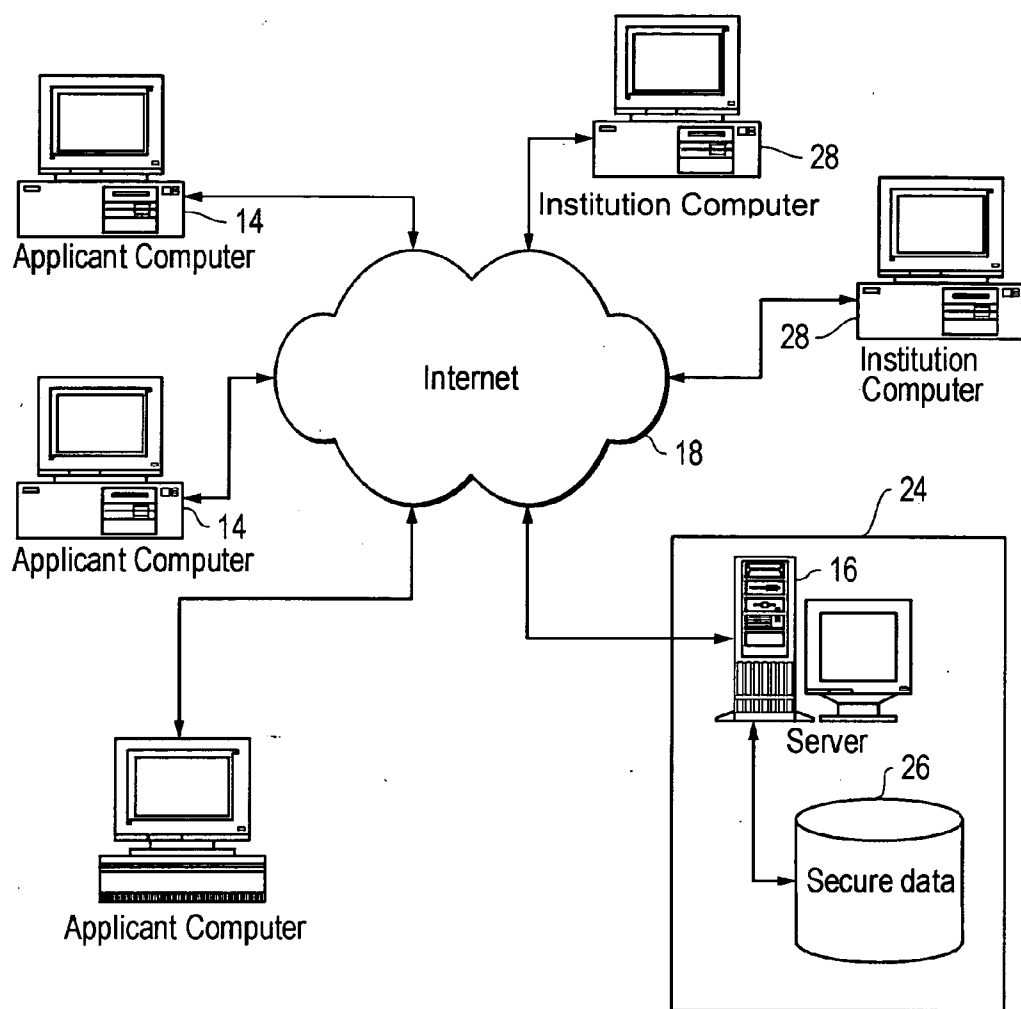 28
Institution Computer
14
Applicant Computer
28
Institution
Computer
Internet
18
14
Applicant Computer
24
16
Server
26
Secure data
Applicant Computer